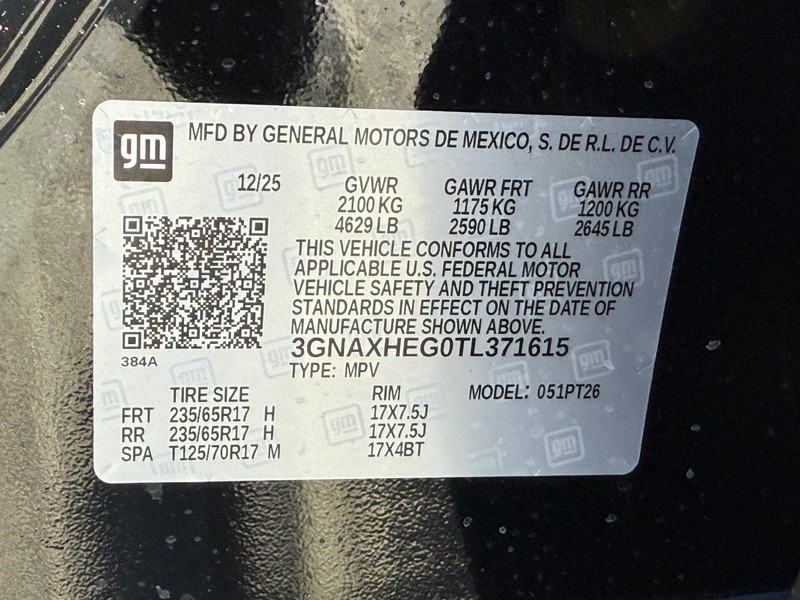 gm MFD BY GENERAL MOTORS DE MEXICO, S. DE R.L. DE C.V.
12/25 GVWR GAWR FRT GAWR RR
2100 KG 1175 KG 1200 KG
4629 LB 2590 LB 2645 LB
THIS VEHICLE CONFORMS TO ALL
APPLICABLE U.S. FEDERAL MOTOR
VEHICLE SAFETY AND THEFT PREVENTION
STANDARDS IN EFFECT ON THE DATE OF
MANUFACTURE SHOWN ABOVE.
3GNAXHEG0TL371615
384A
TYPE: MPV
TIRE SIZE RIM MODEL: 051PT26
FRT 235/65R17 H 17X7.5J
RR 235/65R17 H 17X7.5J
SPA T125/70R17 M 17X4BT